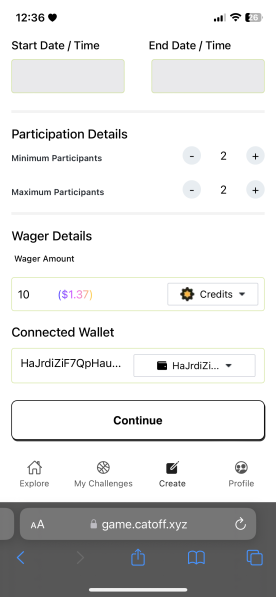 12:36
26
Start Date / Time End Date / Time
Participation Details
Minimum Participants - 2 +
Maximum Participants - 2 +
Wager Details
Wager Amount
10 ($1.37) Credits
Connected Wallet
HaJrdiZiF7QpHau... HaJrdiZi...
Continue
Explore My Challenges Create Profile
AA game.catoff.xyz